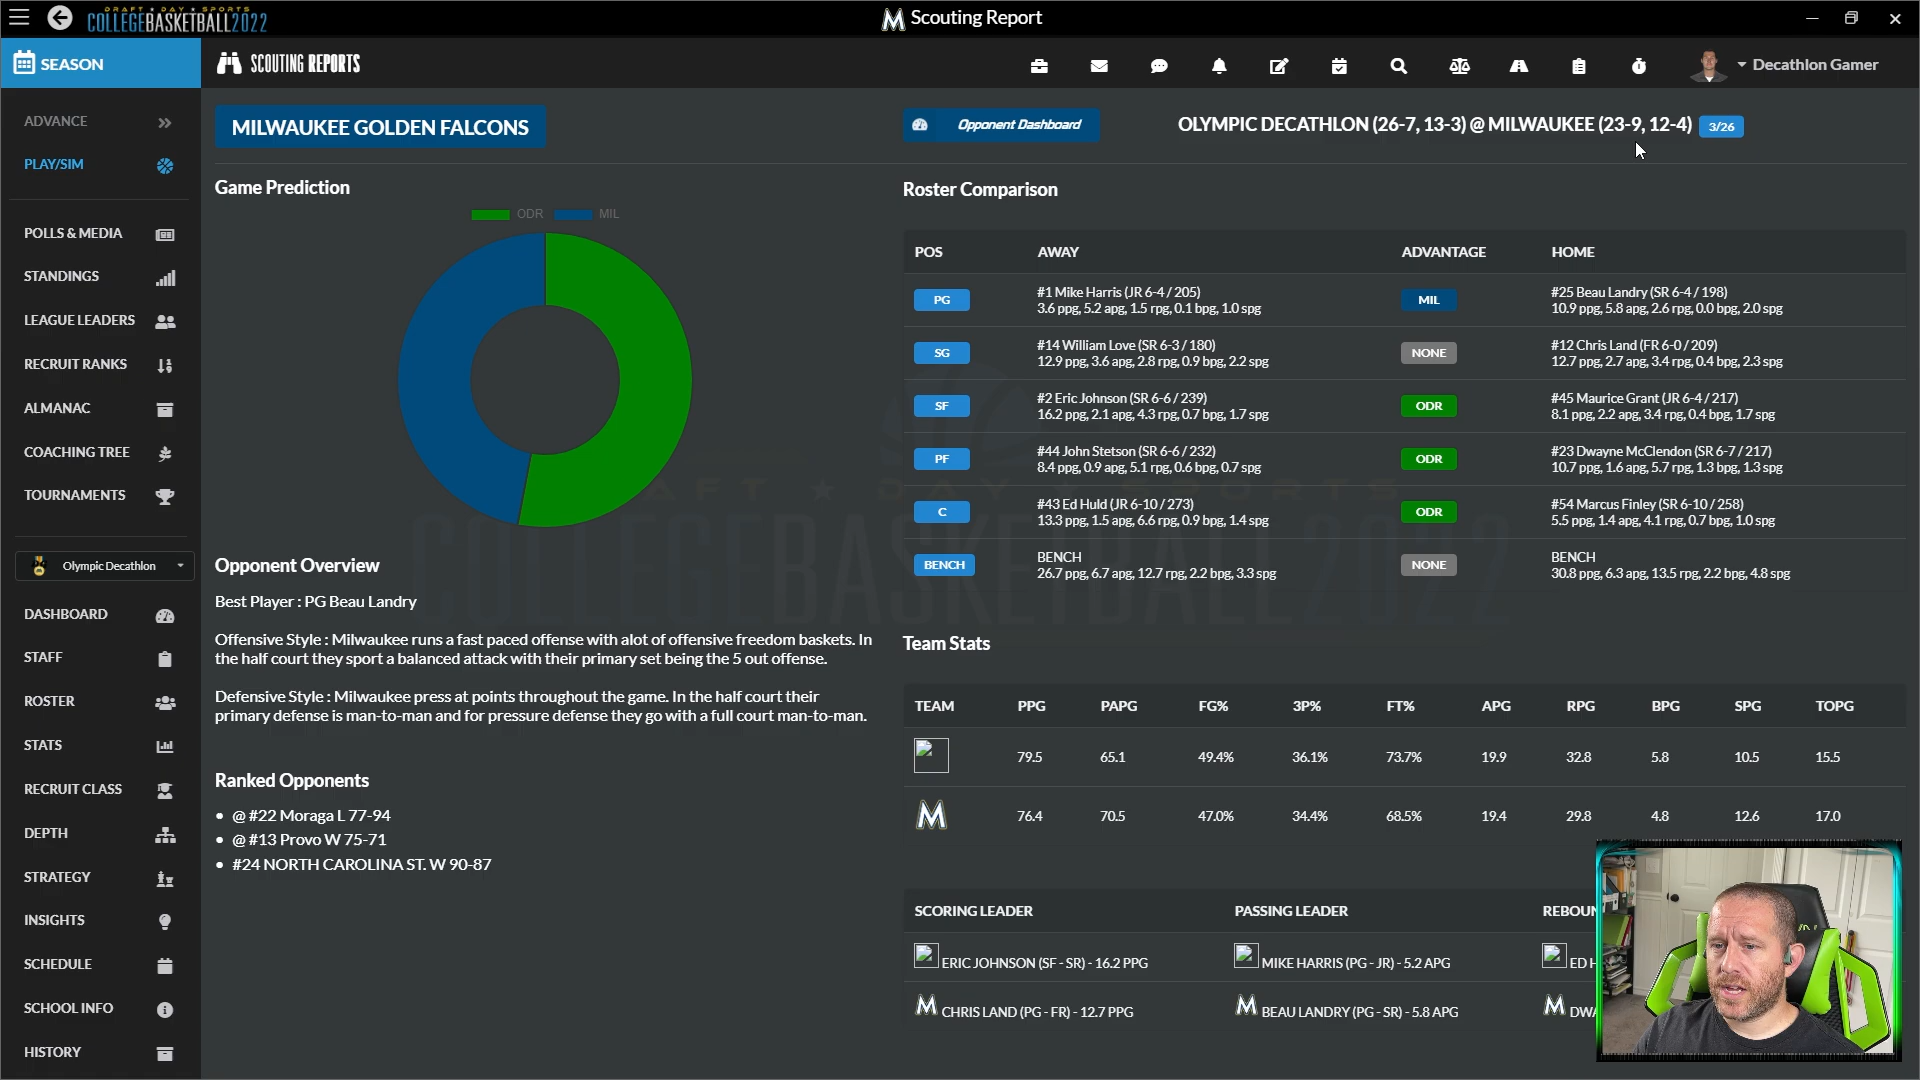 DRAFT ★ DAY ★ SPORTS
COLLEGE BASKETBALL 2022
Scouting Report
SEASON
SCOUTING REPORTS
Decathlon Gamer
ADVANCE
PLAY/SIM
POLLS & MEDIA
STANDINGS
LEAGUE LEADERS
RECRUIT RANKS
ALMANAC
COACHING TREE
TOURNAMENTS
Olympic Decathlon
DASHBOARD
STAFF
ROSTER
STATS
RECRUIT CLASS
DEPTH
STRATEGY
INSIGHTS
SCHEDULE
SCHOOL INFO
HISTORY
MILWAUKEE GOLDEN FALCONS
Opponent Dashboard
OLYMPIC DECATHLON (26-7, 13-3) @ MILWAUKEE (23-9, 12-4) 3/26
Game Prediction
ODR MIL
Opponent Overview
Best Player : PG Beau Landry
Offensive Style : Milwaukee runs a fast paced offense with alot of offensive freedom baskets. In
the half court they sport a balanced attack with their primary set being the 5 out offense.
Defensive Style : Milwaukee press at points throughout the game. In the half court their
primary defense is man-to-man and for pressure defense they go with a full court man-to-man.
Ranked Opponents
• @ #22 Moraga L 77-94
• @ #13 Provo W 75-71
• #24 NORTH CAROLINA ST. W 90-87
Roster Comparison
POS AWAY ADVANTAGE HOME
PG #1 Mike Harris (JR 6-4 / 205) MIL #25 Beau Landry (SR 6-4 / 198)
3.6 ppg, 5.2 apg, 1.5 rpg, 0.1 bpg, 1.0 spg 10.9 ppg, 5.8 apg, 2.6 rpg, 0.0 bpg, 2.0 spg
SG #14 William Love (SR 6-3 / 180) NONE #12 Chris Land (FR 6-0 / 209)
12.9 ppg, 3.6 apg, 2.8 rpg, 0.9 bpg, 2.2 spg 12.7 ppg, 2.7 apg, 3.4 rpg, 0.4 bpg, 2.3 spg
SF #2 Eric Johnson (SR 6-6 / 239) ODR #45 Maurice Grant (JR 6-4 / 217)
16.2 ppg, 2.1 apg, 4.3 rpg, 0.7 bpg, 1.7 spg 8.1 ppg, 2.2 apg, 3.4 rpg, 0.4 bpg, 1.7 spg
PF #44 John Stetson (SR 6-6 / 232) ODR #23 Dwayne McClendon (SR 6-7 / 217)
8.4 ppg, 0.9 apg, 5.1 rpg, 0.6 bpg, 0.7 spg 10.7 ppg, 1.6 apg, 5.7 rpg, 1.3 bpg, 1.3 spg
C #43 Ed Huld (JR 6-10 / 273) ODR #54 Marcus Finley (SR 6-10 / 258)
13.3 ppg, 1.5 apg, 6.6 rpg, 0.9 bpg, 1.4 spg 5.5 ppg, 1.4 apg, 4.1 rpg, 0.7 bpg, 1.0 spg
BENCH BENCH NONE BENCH
26.7 ppg, 6.7 apg, 12.7 rpg, 2.2 bpg, 3.3 spg 30.8 ppg, 6.3 apg, 13.5 rpg, 2.2 bpg, 4.8 spg
Team Stats
TEAM PPG PAPG FG% 3P% FT% APG RPG BPG SPG TOPG
79.5 65.1 49.4% 36.1% 73.7% 19.9 32.8 5.8 10.5 15.5
M 76.4 70.5 47.0% 34.4% 68.5% 19.4 29.8 4.8 12.6 17.0
SCORING LEADER PASSING LEADER REBOUN
ERIC JOHNSON (SF - SR) - 16.2 PPG MIKE HARRIS (PG - JR) - 5.2 APG ED H
M CHRIS LAND (PG - FR) - 12.7 PPG M BEAU LANDRY (PG - SR) - 5.8 APG M DWA